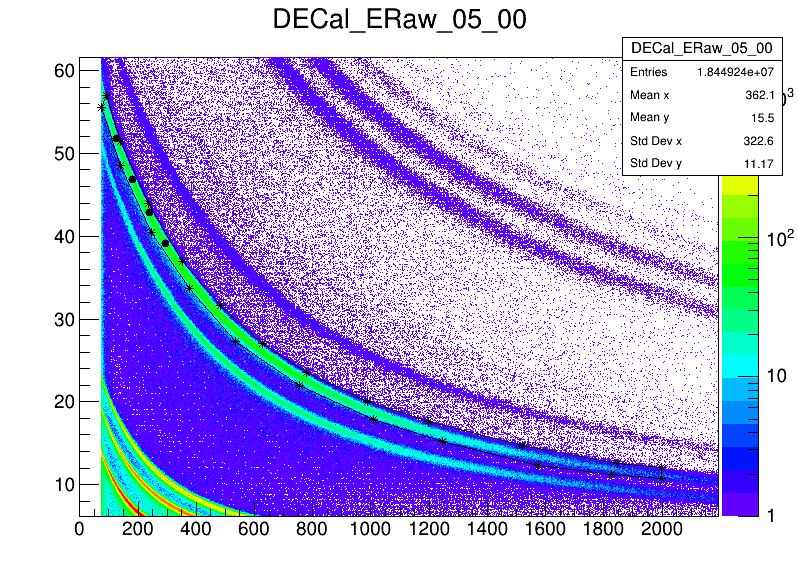 DECal_ERaw_05_00
DECal_ERaw_05_00
Entries 1.844924e+07
Mean x 362.1
Mean y 15.5
Std Dev x 322.6
Std Dev y 11.17
60
50
40
30
20
10
0 200 400 600 800 1000 1200 1400 1600 1800 2000
10²
10
1